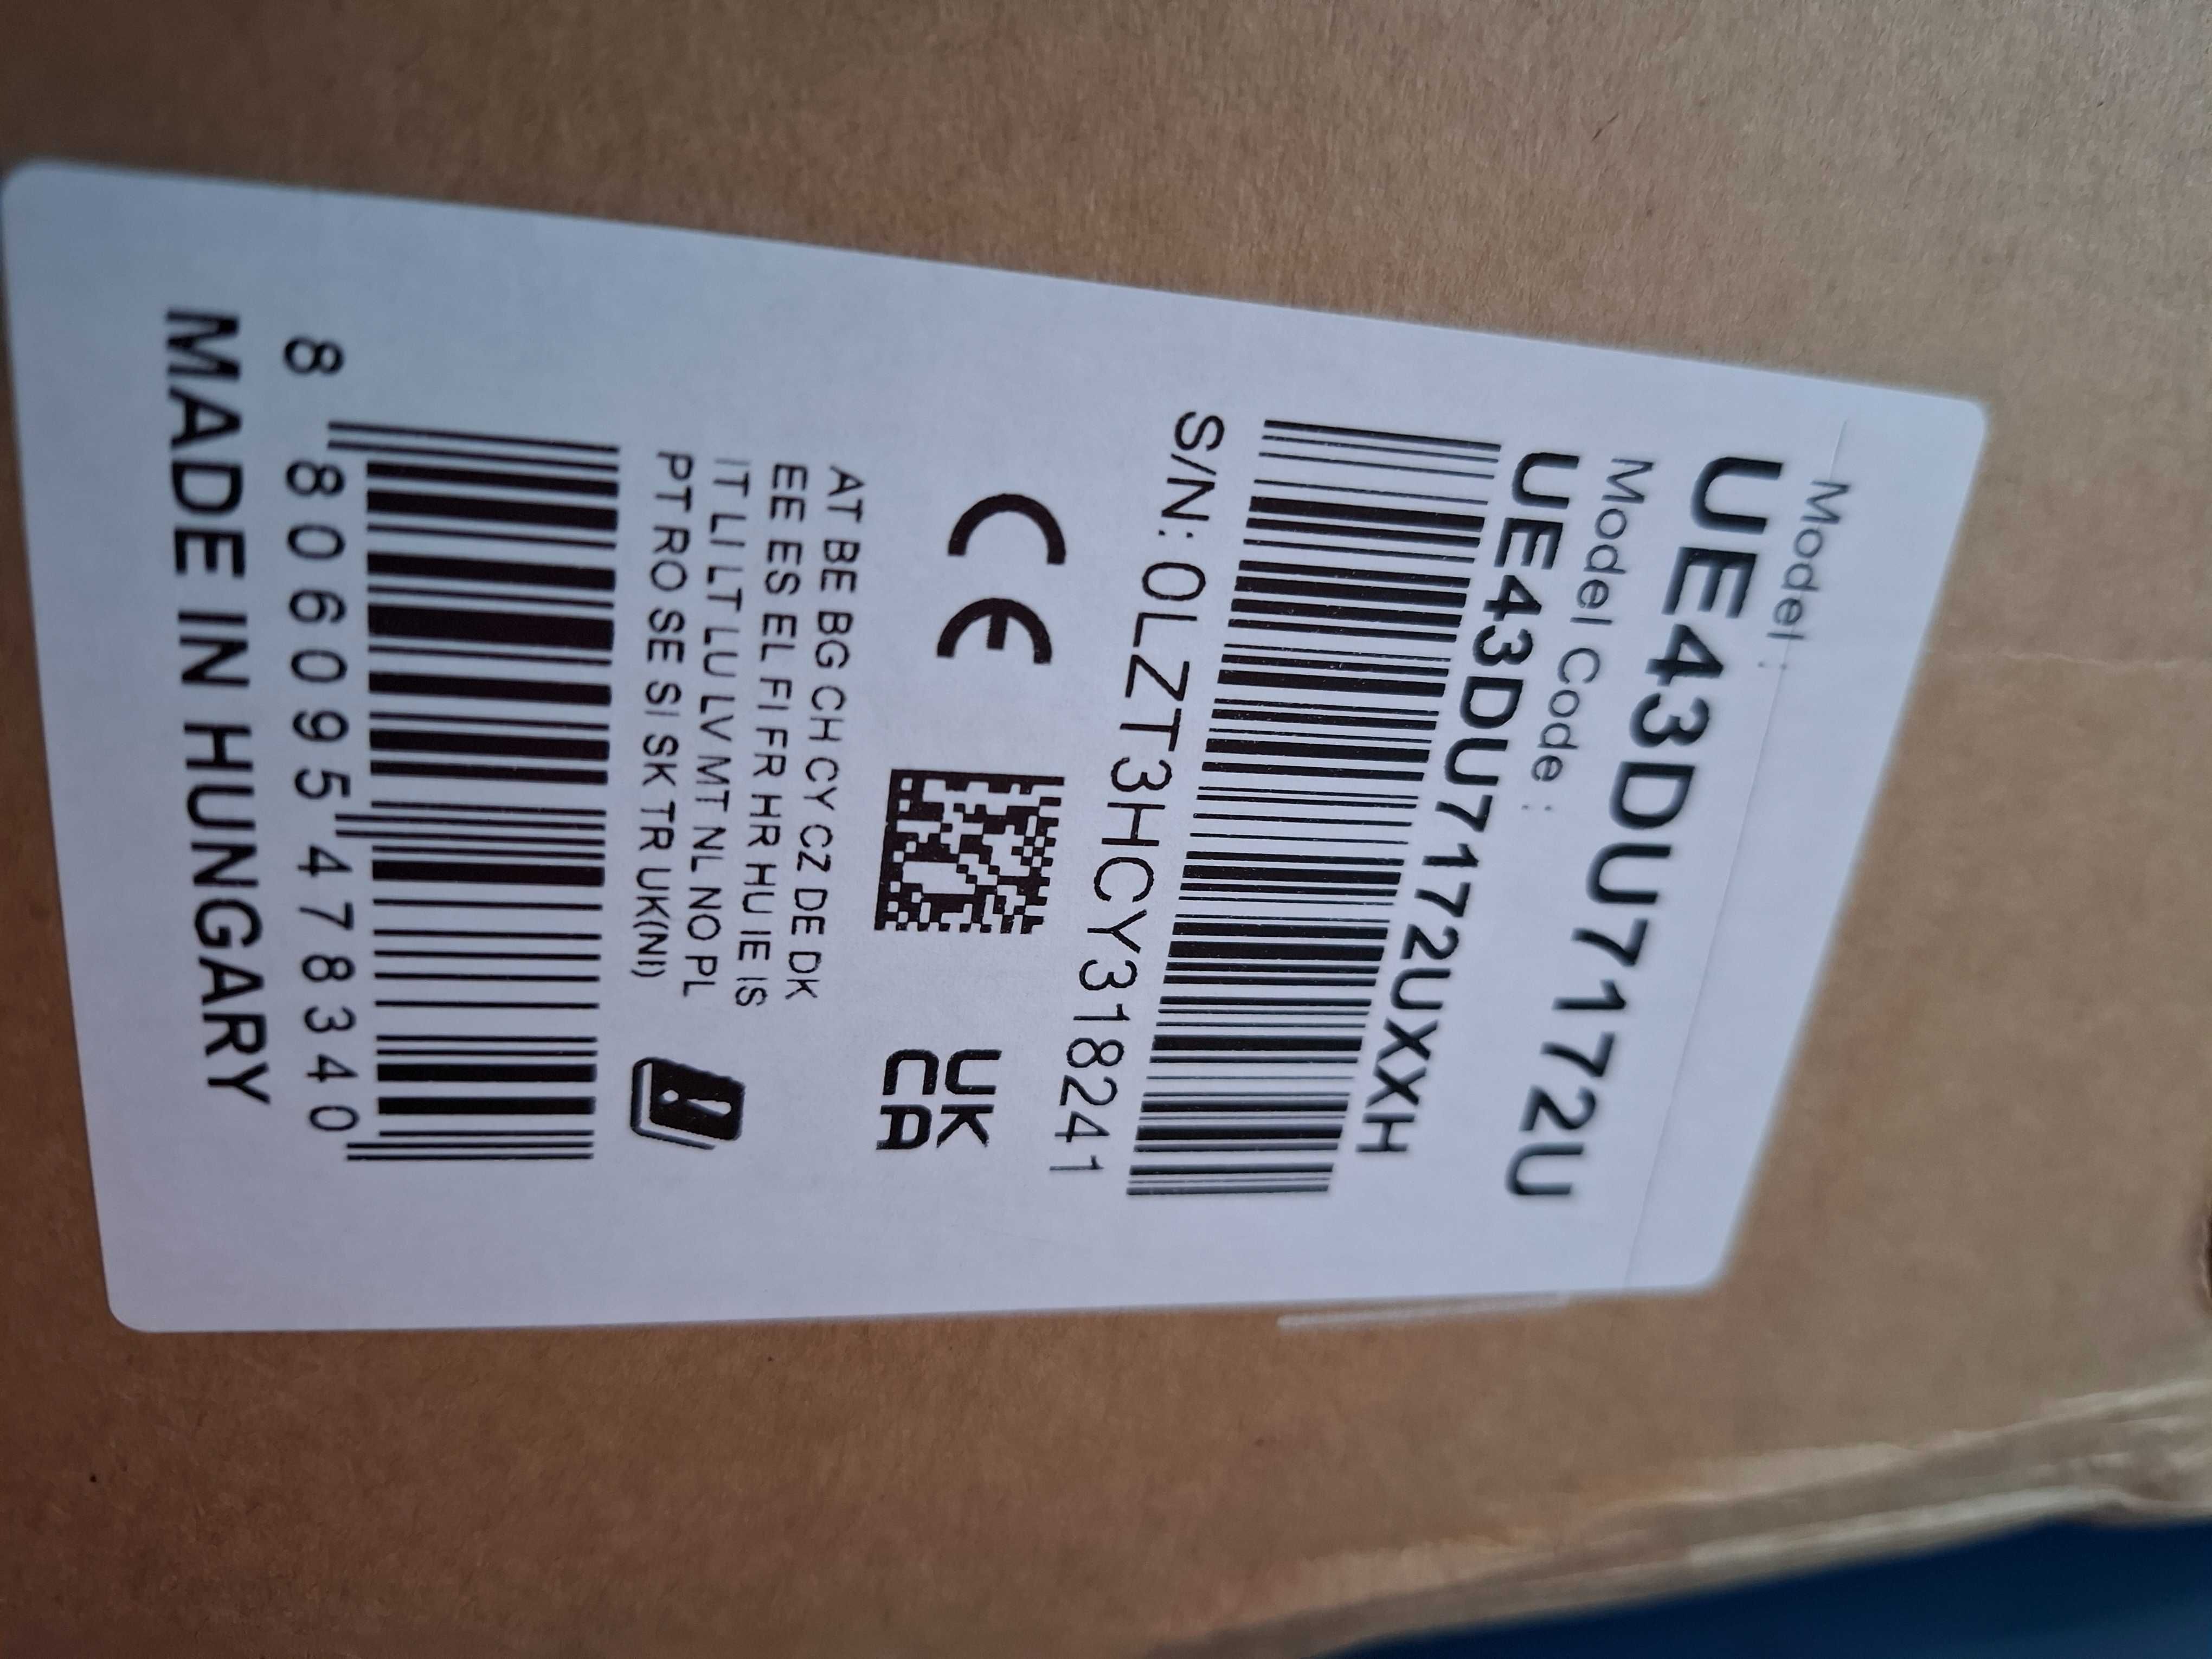 Model :
UE43DU7172U
Model Code :
UE43DU7172UXXH
S/N: 0LZT3HCY318241
CE
UK
CA
AT BE BG CH CY CZ DE DK
EE ES EL FI FR HR HU IE IS
IT LI LT LU LV MT NL NO PL
PT RO SE SI SK TR UK(NI)
8 806095 478340
MADE IN HUNGARY